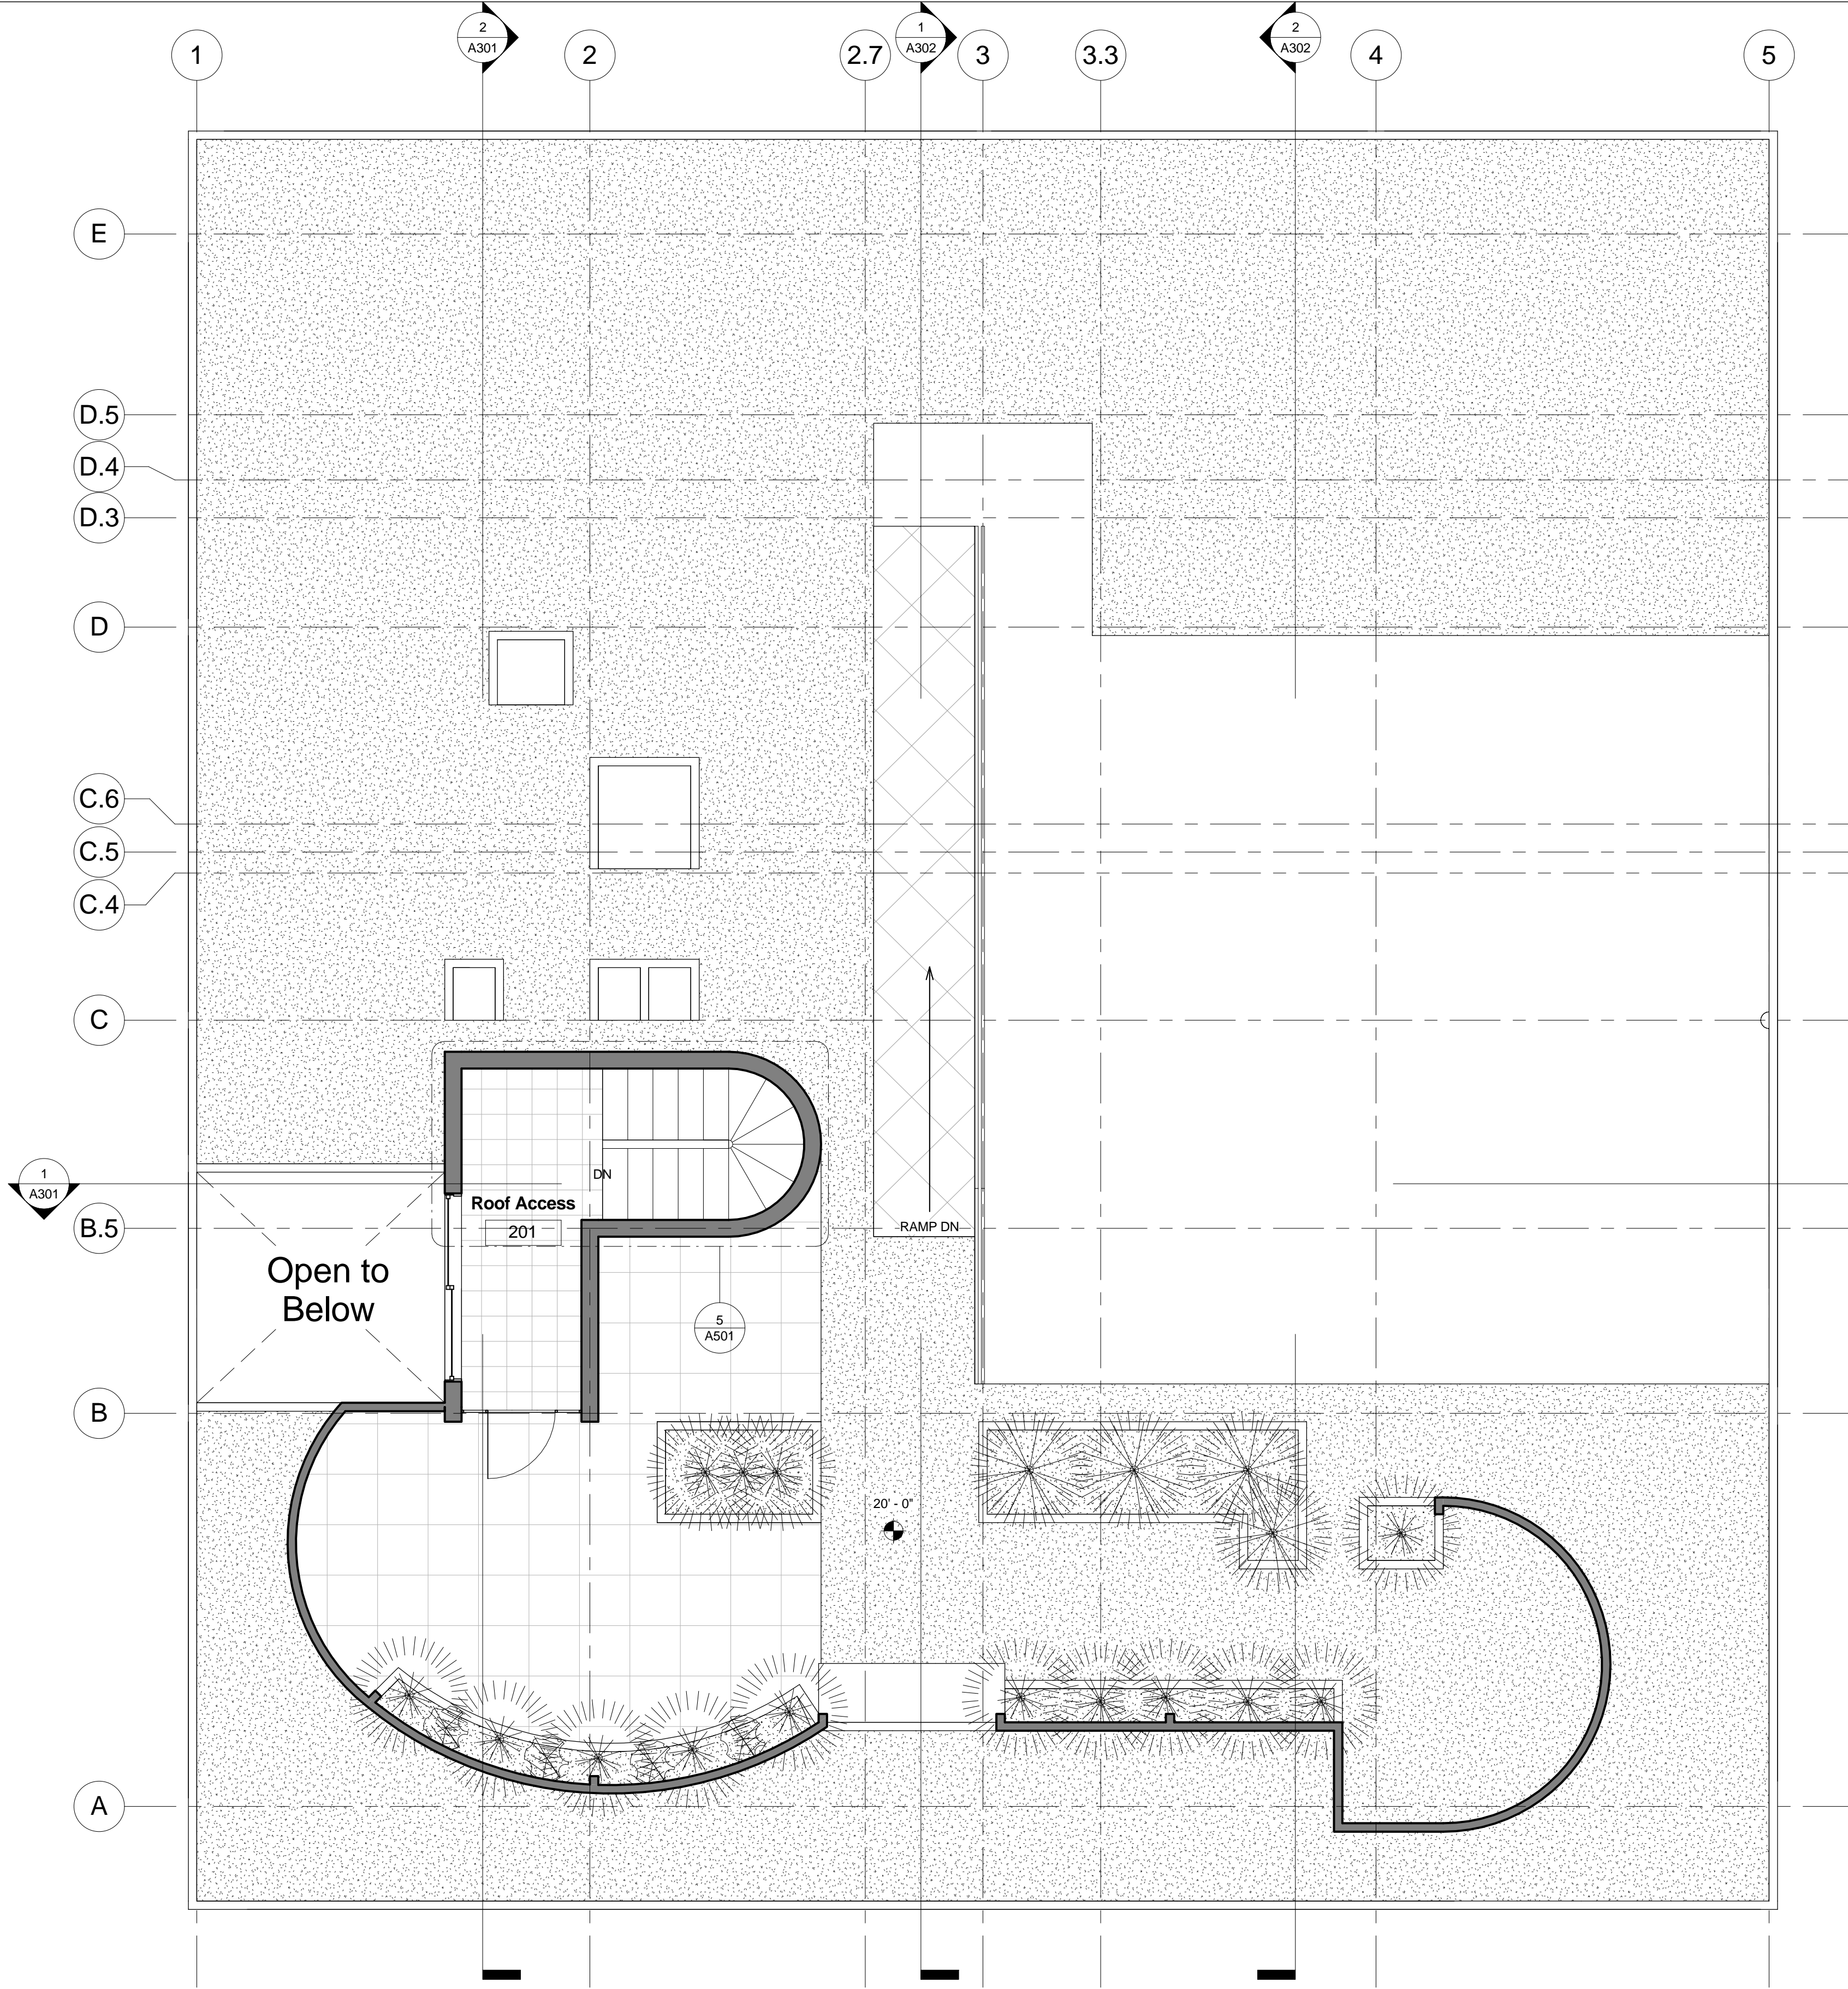 2
A301
1
A302
2
A302
1
2
2.7
3
3.3
4
5
E
D.5
D.4
D.3
D
C.6
C.5
C.4
C
1
A301
DN
Roof Access
201
B.5
RAMP DN
Open to
Below
5
A501
B
20' - 0"
A